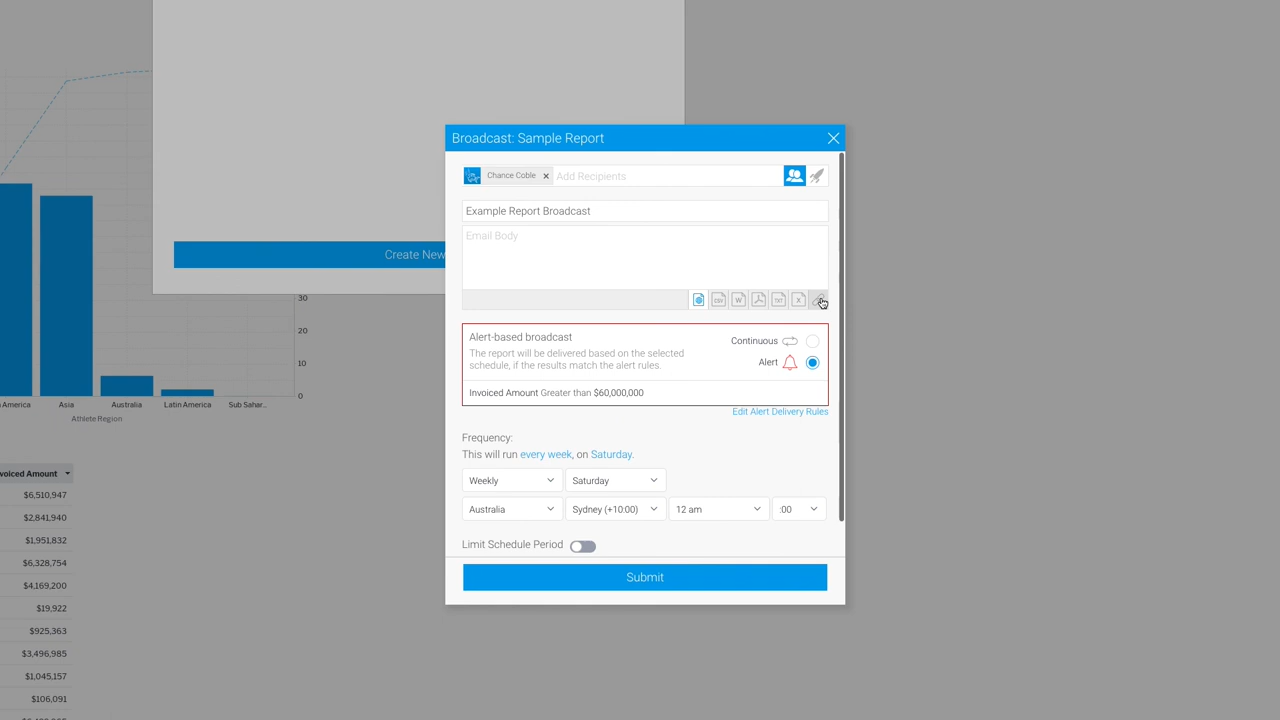 Broadcast: Sample Report
Chance Coble
Add Recipients
Example Report Broadcast
Email Body
CSV
W
TXT
X
Alert-based broadcast
The report will be delivered based on the selected
schedule, if the results match the alert rules.
Continuous
Alert
Invoiced Amount Greater than $60,000,000
Edit Alert Delivery Rules
Frequency:
This will run every week, on Saturday.
Weekly
Saturday
Australia
Sydney (+10:00)
12 am
:00
Limit Schedule Period
Submit
Create New
30
20
10
0
America
Asia
Australia
Latin America
Sub Sahar...
Athlete Region
voiced Amount
$6,510,947
$2,841,940
$1,951,832
$6,328,754
$4,169,200
$19,922
$925,363
$3,496,985
$1,045,157
$106,091